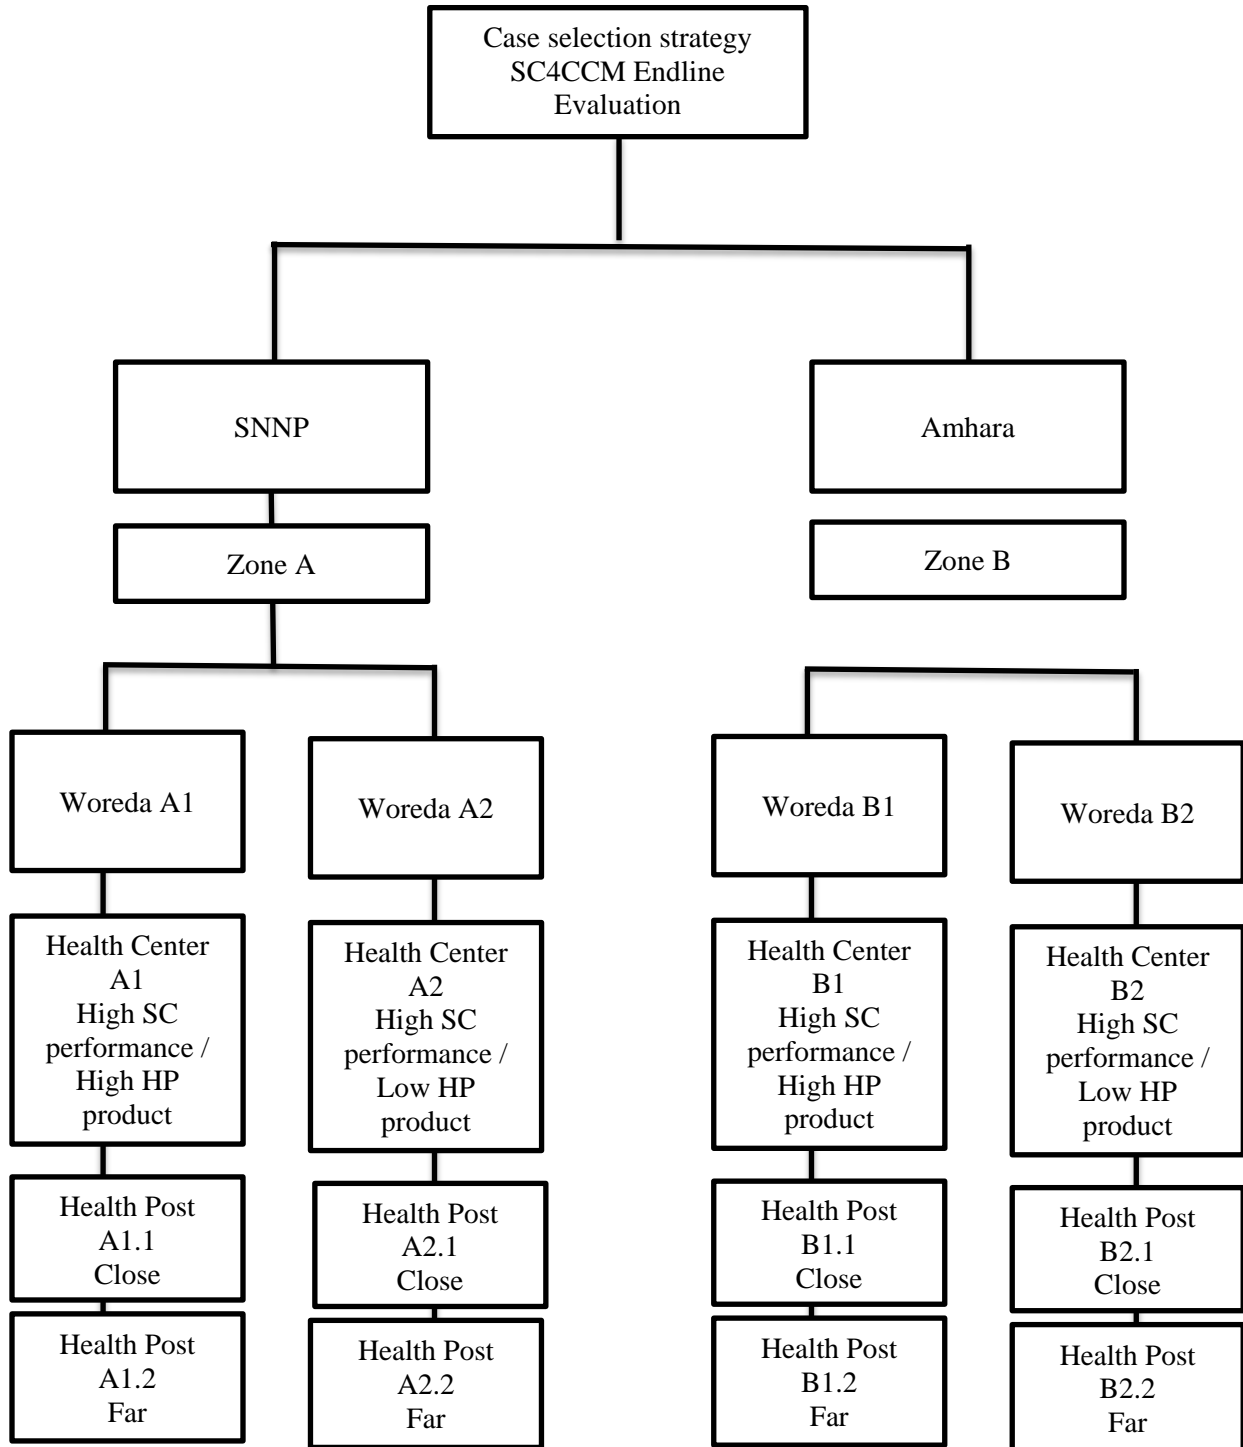 Case selection strategy
SC4CCM Endline
Evaluation
SNNP
Amhara
Zone A
Zone B
Woreda A1
Woreda A2
Woreda B1
Woreda B2
Health Center
A1
High SC
performance /
High HP
product
Health Center
A2
High SC
performance /
Low HP
product
Health Center
B1
High SC
performance /
High HP
product
Health Center
B2
High SC
performance /
Low HP
product
Health Post
A1.1
Close
Health Post
A2.1
Close
Health Post
B1.1
Close
Health Post
B2.1
Close
Health Post
A1.2
Far
Health Post
A2.2
Far
Health Post
B1.2
Far
Health Post
B2.2
Far